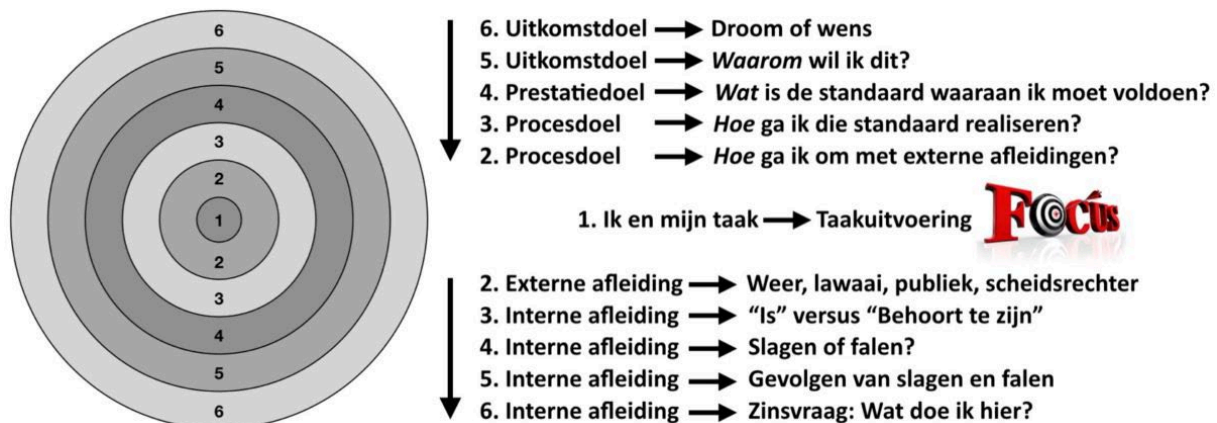 6
5
4
3
2
1
2
3
4
5
6
6. Uitkomstdoel → Droom of wens
5. Uitkomstdoel → Waarom wil ik dit?
4. Prestatiedoel → Wat is de standaard waaraan ik moet voldoen?
3. Procesdoel → Hoe ga ik die standaard realiseren?
2. Procesdoel → Hoe ga ik om met externe afleidingen?
1. Ik en mijn taak → Taakuitvoering
Focus
2. Externe afleiding → Weer, lawaai, publiek, scheidsrechter
3. Interne afleiding → “Is” versus “Behoort te zijn”
4. Interne afleiding → Slagen of falen?
5. Interne afleiding → Gevolgen van slagen en falen
6. Interne afleiding → Zinsvraag: Wat doe ik hier?